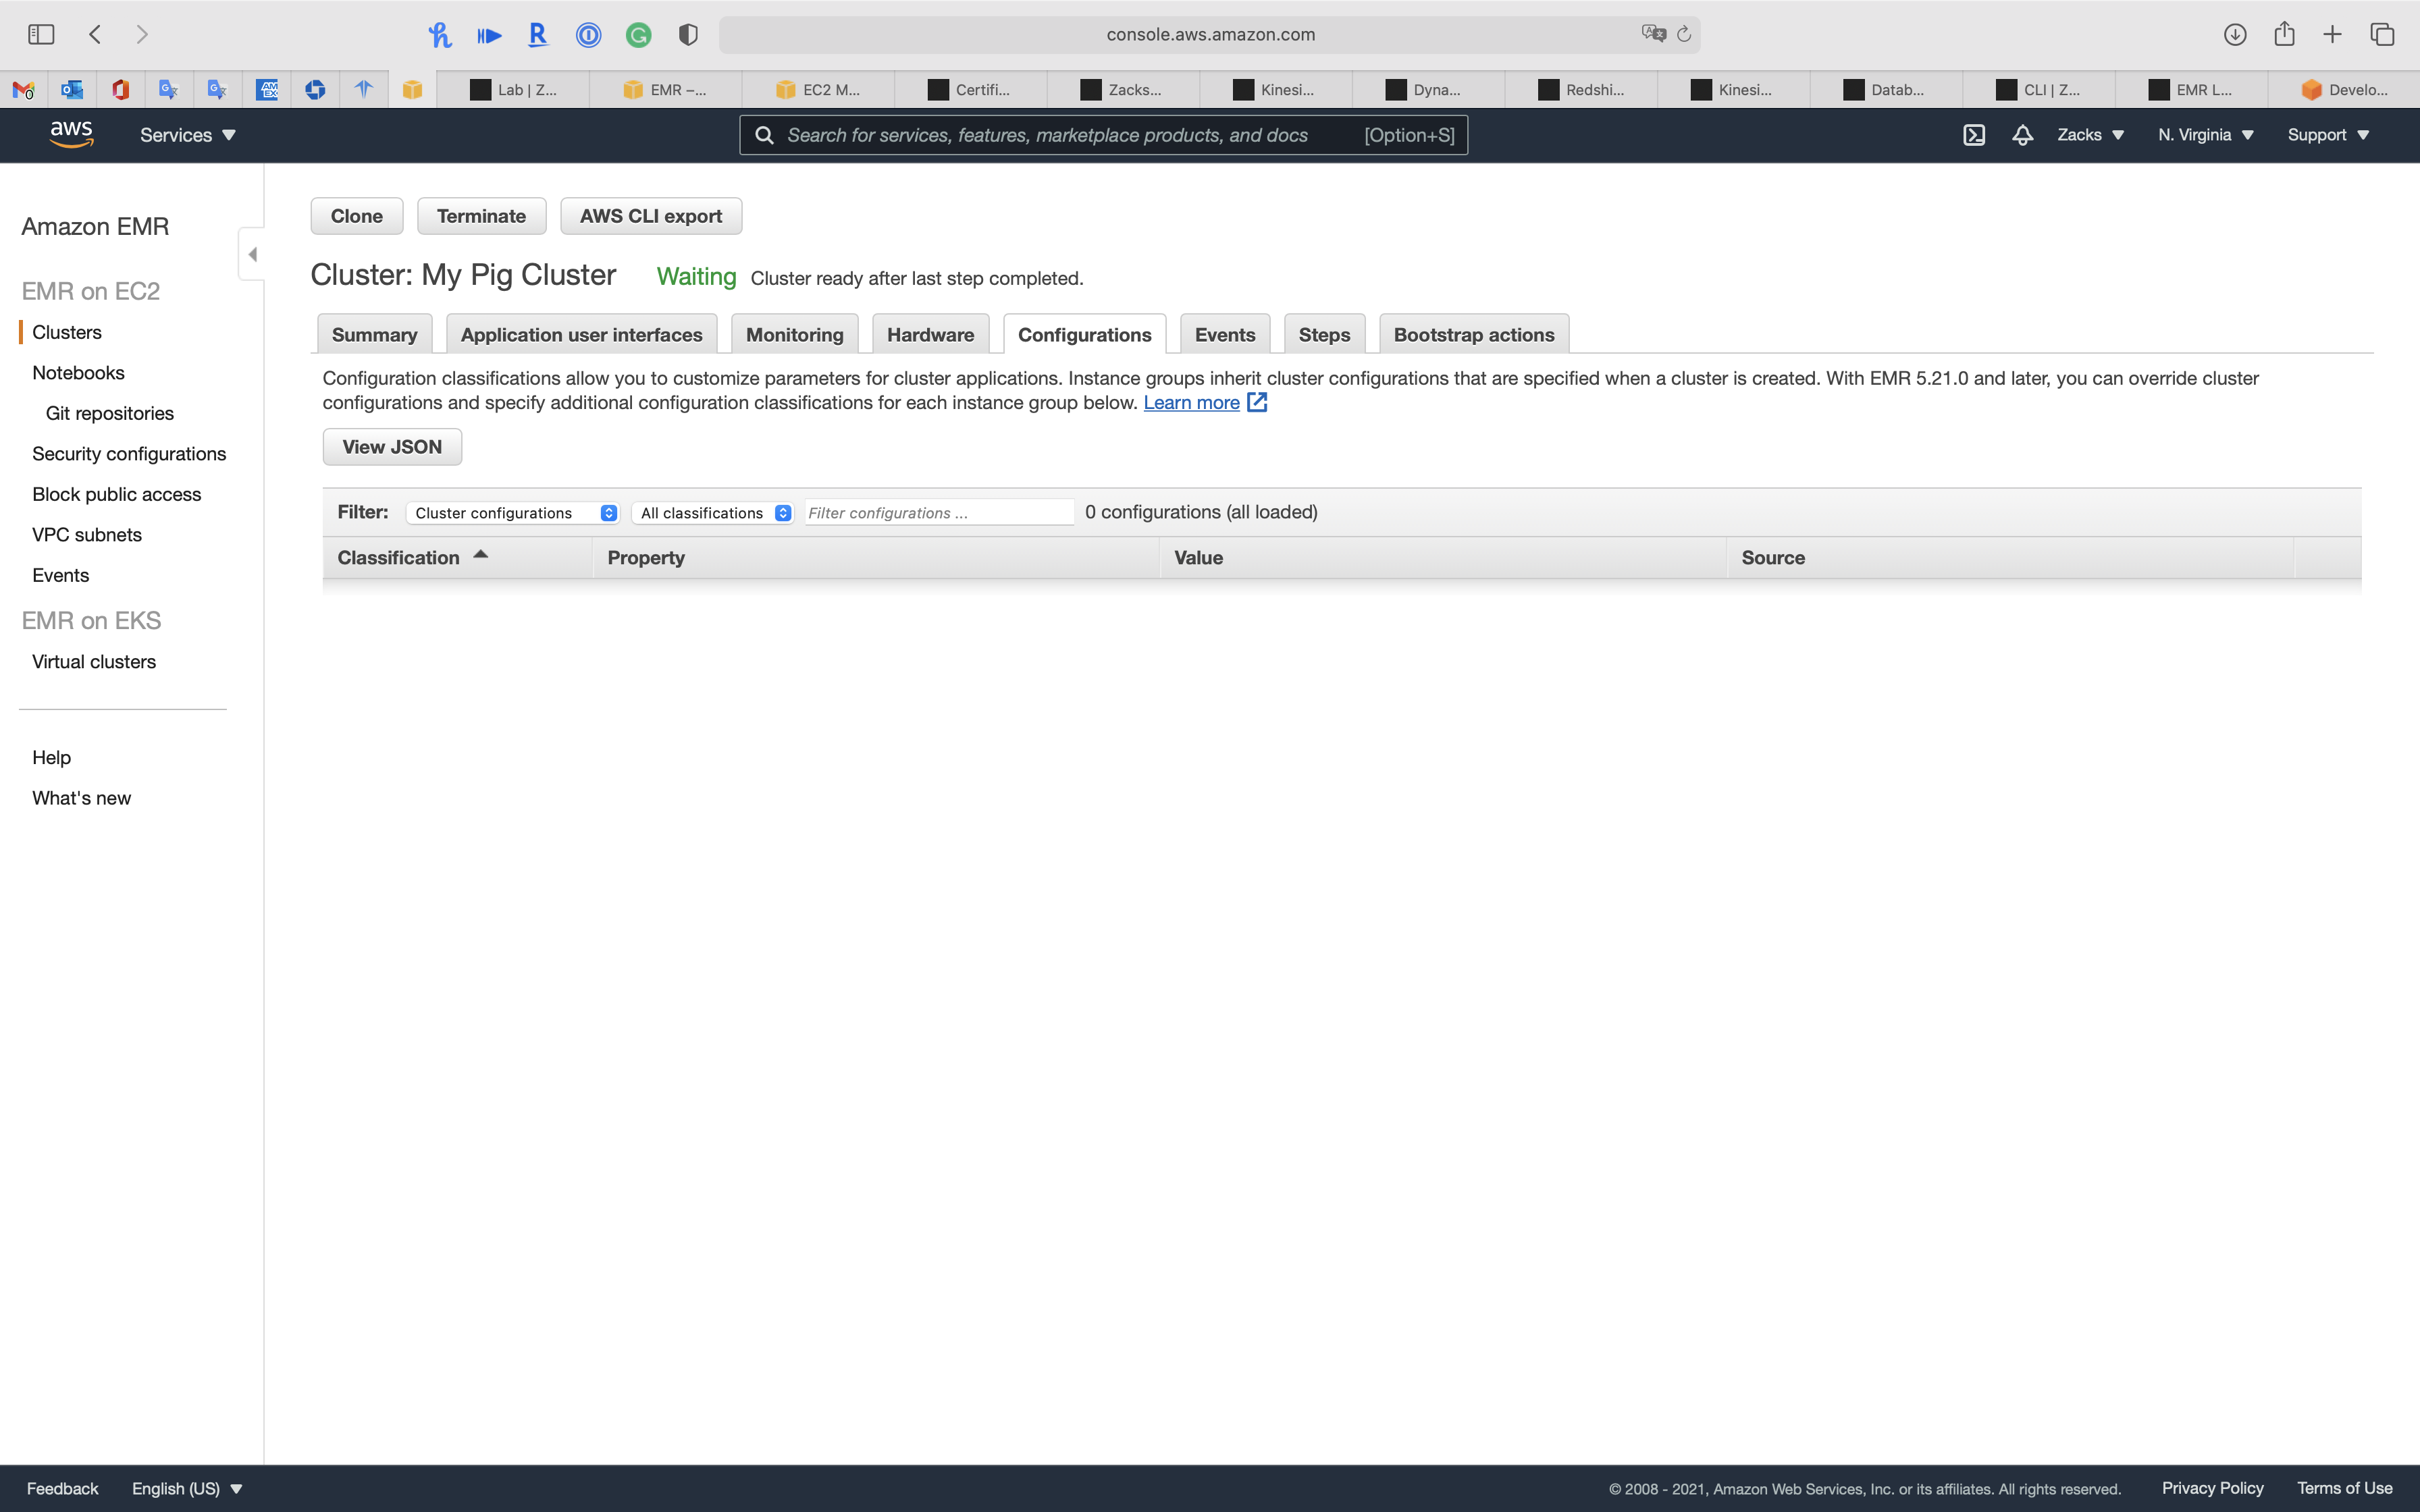 console.aws.amazon.com
Lab | Z...
EMR –...
EC2 M...
Certifi...
Zacks...
Kinesi...
Dyna...
Redshi...
Kinesi...
Datab...
CLI | Z...
EMR L...
Develo...
aws
Services
Search for services, features, marketplace products, and docs [Option+S]
Zacks
N. Virginia
Support
Amazon EMR
EMR on EC2
Clusters
Notebooks
Git repositories
Security configurations
Block public access
VPC subnets
Events
EMR on EKS
Virtual clusters
Help
What's new
Clone
Terminate
AWS CLI export
Cluster: My Pig Cluster Waiting Cluster ready after last step completed.
Summary
Application user interfaces
Monitoring
Hardware
Configurations
Events
Steps
Bootstrap actions
Configuration classifications allow you to customize parameters for cluster applications. Instance groups inherit cluster configurations that are specified when a cluster is created. With EMR 5.21.0 and later, you can override cluster
configurations and specify additional configuration classifications for each instance group below. Learn more
View JSON
Filter: Cluster configurations All classifications Filter configurations ... 0 configurations (all loaded)
Classification Property Value Source
Feedback English (US) © 2008 - 2021, Amazon Web Services, Inc. or its affiliates. All rights reserved. Privacy Policy Terms of Use